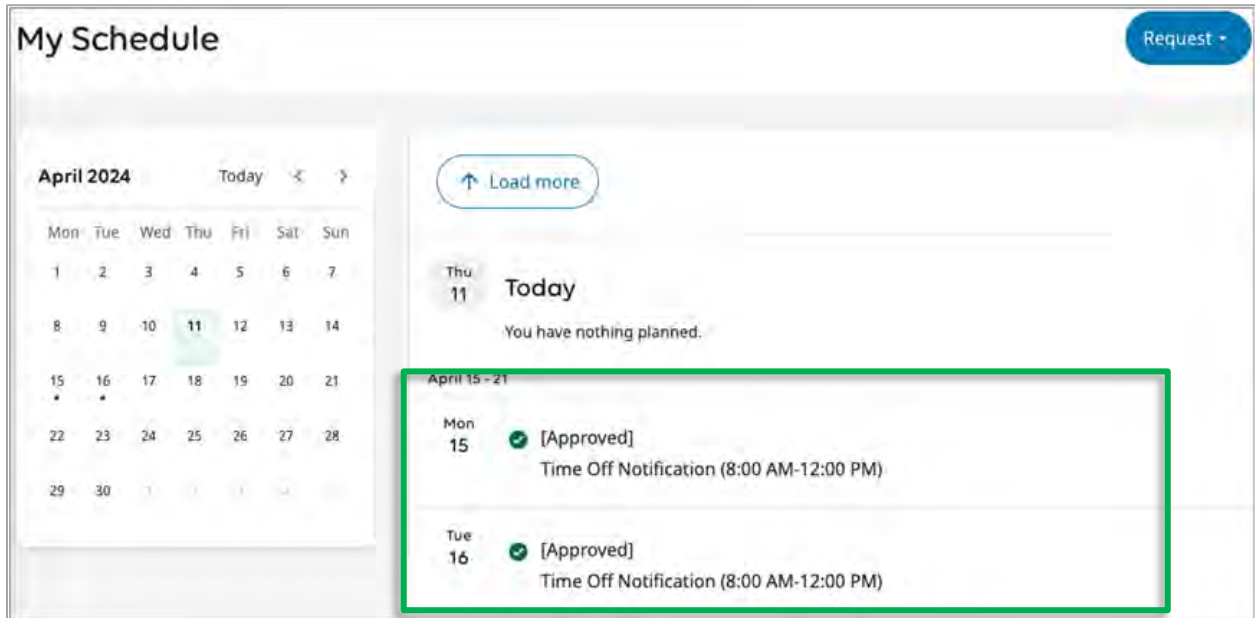 My Schedule
Request
April 2024 Today < >
Mon Tue Wed Thu Fri Sat Sun
1 2 3 4 5 6 7
8 9 10 11 12 13 14
15 16 17 18 19 20 21
22 23 24 25 26 27 28
29 30
↑ Load more
Thu
11
Today
You have nothing planned.
April 15 - 21
Mon
15
[Approved]
Time Off Notification (8:00 AM-12:00 PM)
Tue
16
[Approved]
Time Off Notification (8:00 AM-12:00 PM)